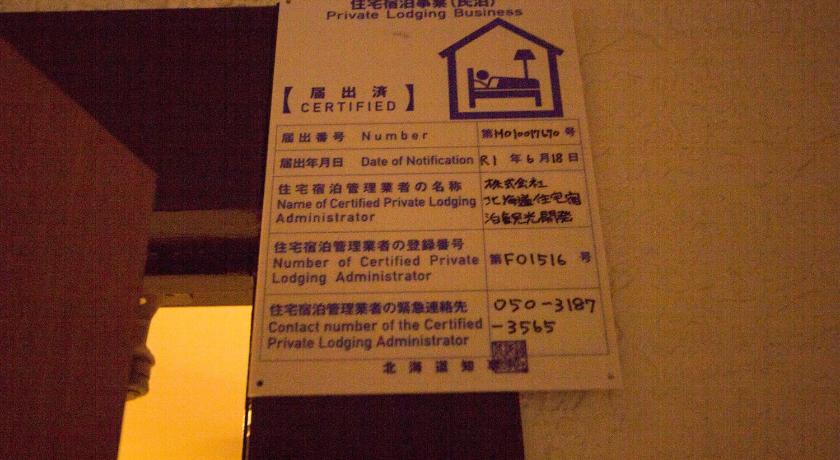 住宅宿泊事業(民泊)
Private Lodging Business
【届出済】
CERTIFIED
届出番号 Number 第M010017670号
届出年月日 Date of Notification R1年6月18日
住宅宿泊管理業者の名称
Name of Certified Private Lodging
Administrator
株式会社
北海道住宅宿
泊観光開発
住宅宿泊管理業者の登録番号
Number of Certified Private
Lodging Administrator
第F01516号
住宅宿泊管理業者の緊急連絡先
Contact number of the Certified
Private Lodging Administrator
050-3187
-3565
北海道知事